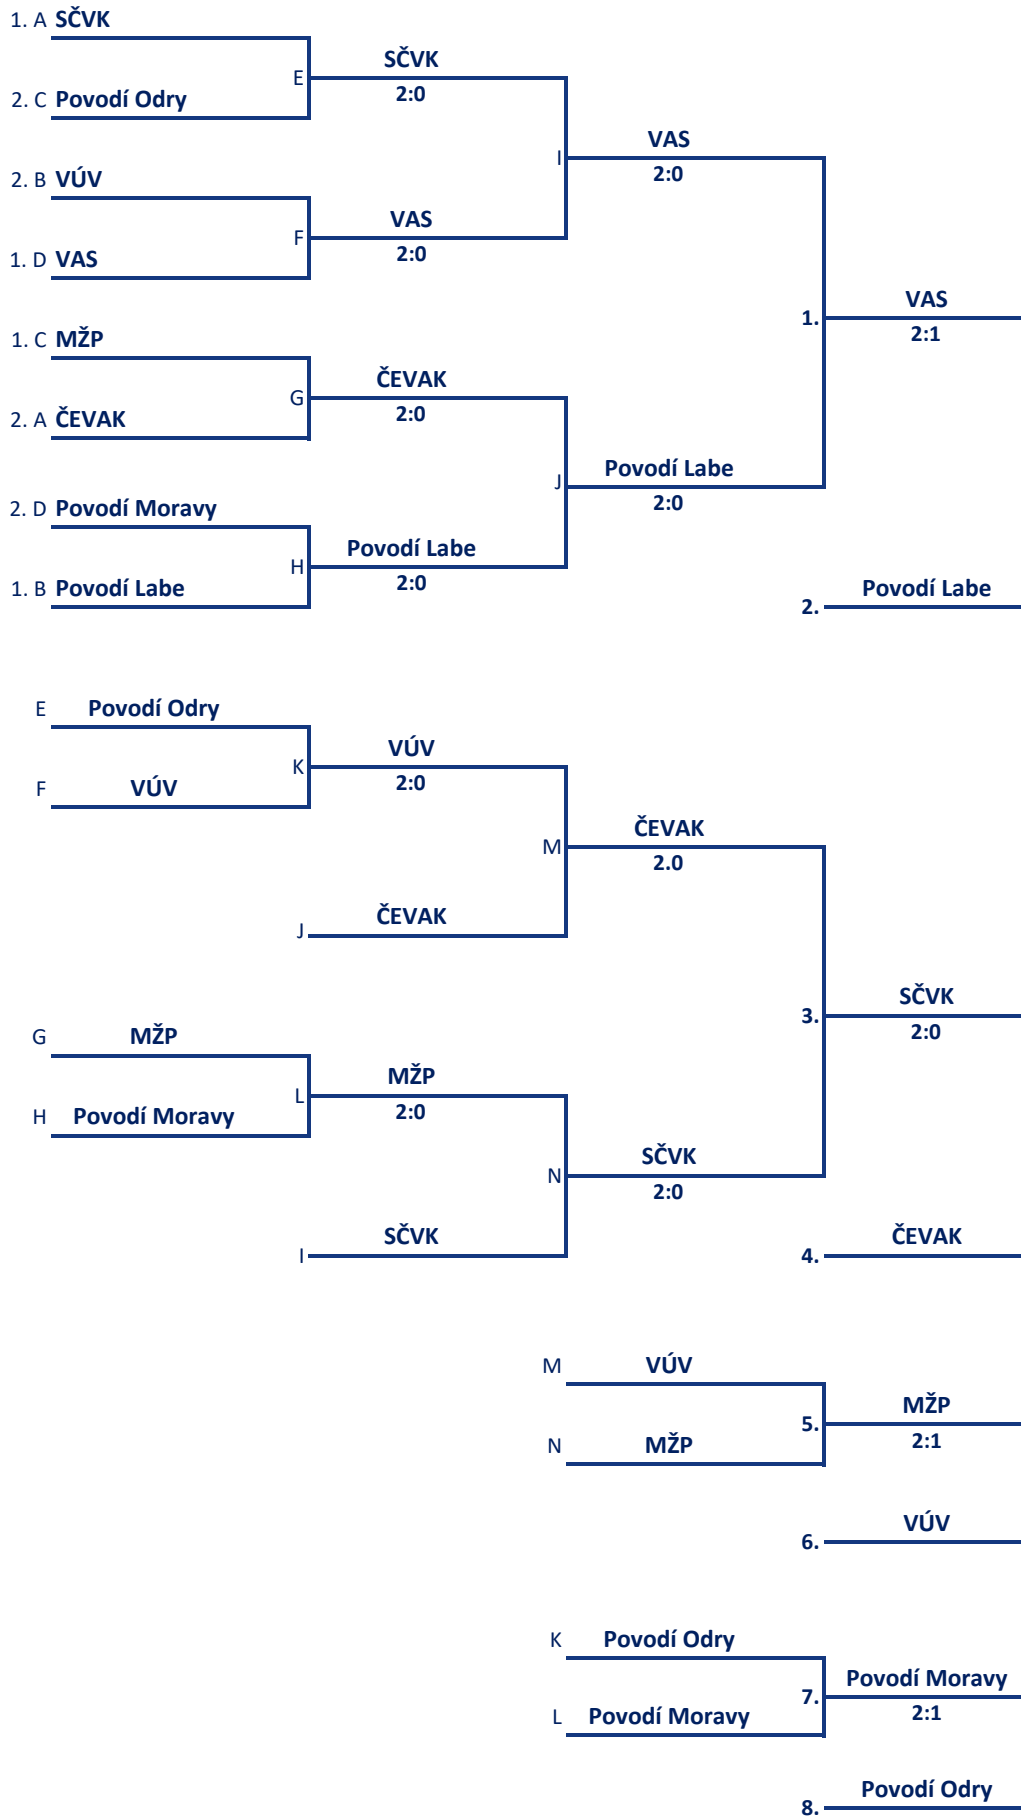 1. A SČVK
E SČVK
2:0
2. C Povodí Odry
I VAS
2:0
2. B VÚV
F VAS
2:0
1. D VAS
1. VAS
2:1
1. C MŽP
G ČEVAK
2:0
2. A ČEVAK
J Povodí Labe
2:0
2. D Povodí Moravy
H Povodí Labe
2:0
1. B Povodí Labe
2. Povodí Labe
E Povodí Odry
K VÚV
2:0
F VÚV
M ČEVAK
2.0
J ČEVAK
3. SČVK
2:0
G MŽP
L MŽP
2:0
H Povodí Moravy
N SČVK
2:0
I SČVK
4. ČEVAK
M VÚV
5. MŽP
2:1
N MŽP
6. VÚV
K Povodí Odry
7. Povodí Moravy
2:1
L Povodí Moravy
8. Povodí Odry